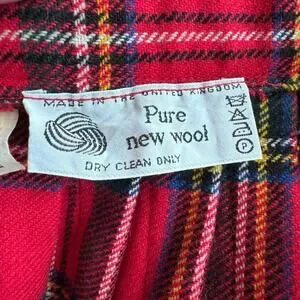 MADE IN THE UNITED KINGDOM
Pure
new wool
DRY CLEAN ONLY
P